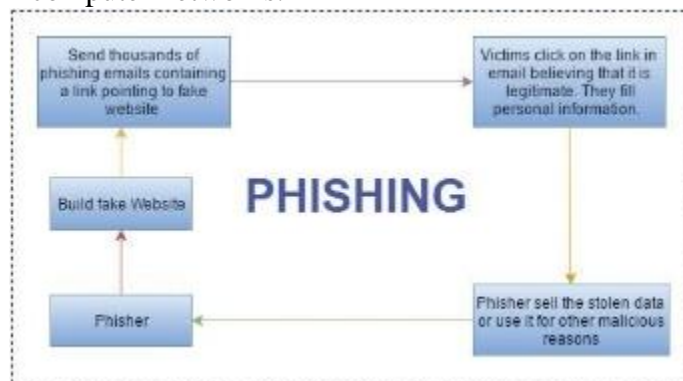 Send thousands of
phishing emails containing
a link pointing to fake
website
Victims click on the link in
email believing that it is
legitimate. They fill
personal information.
Build fake Website
PHISHING
Phisher
Phisher sell the stolen data
or use it for other malicious
reasons